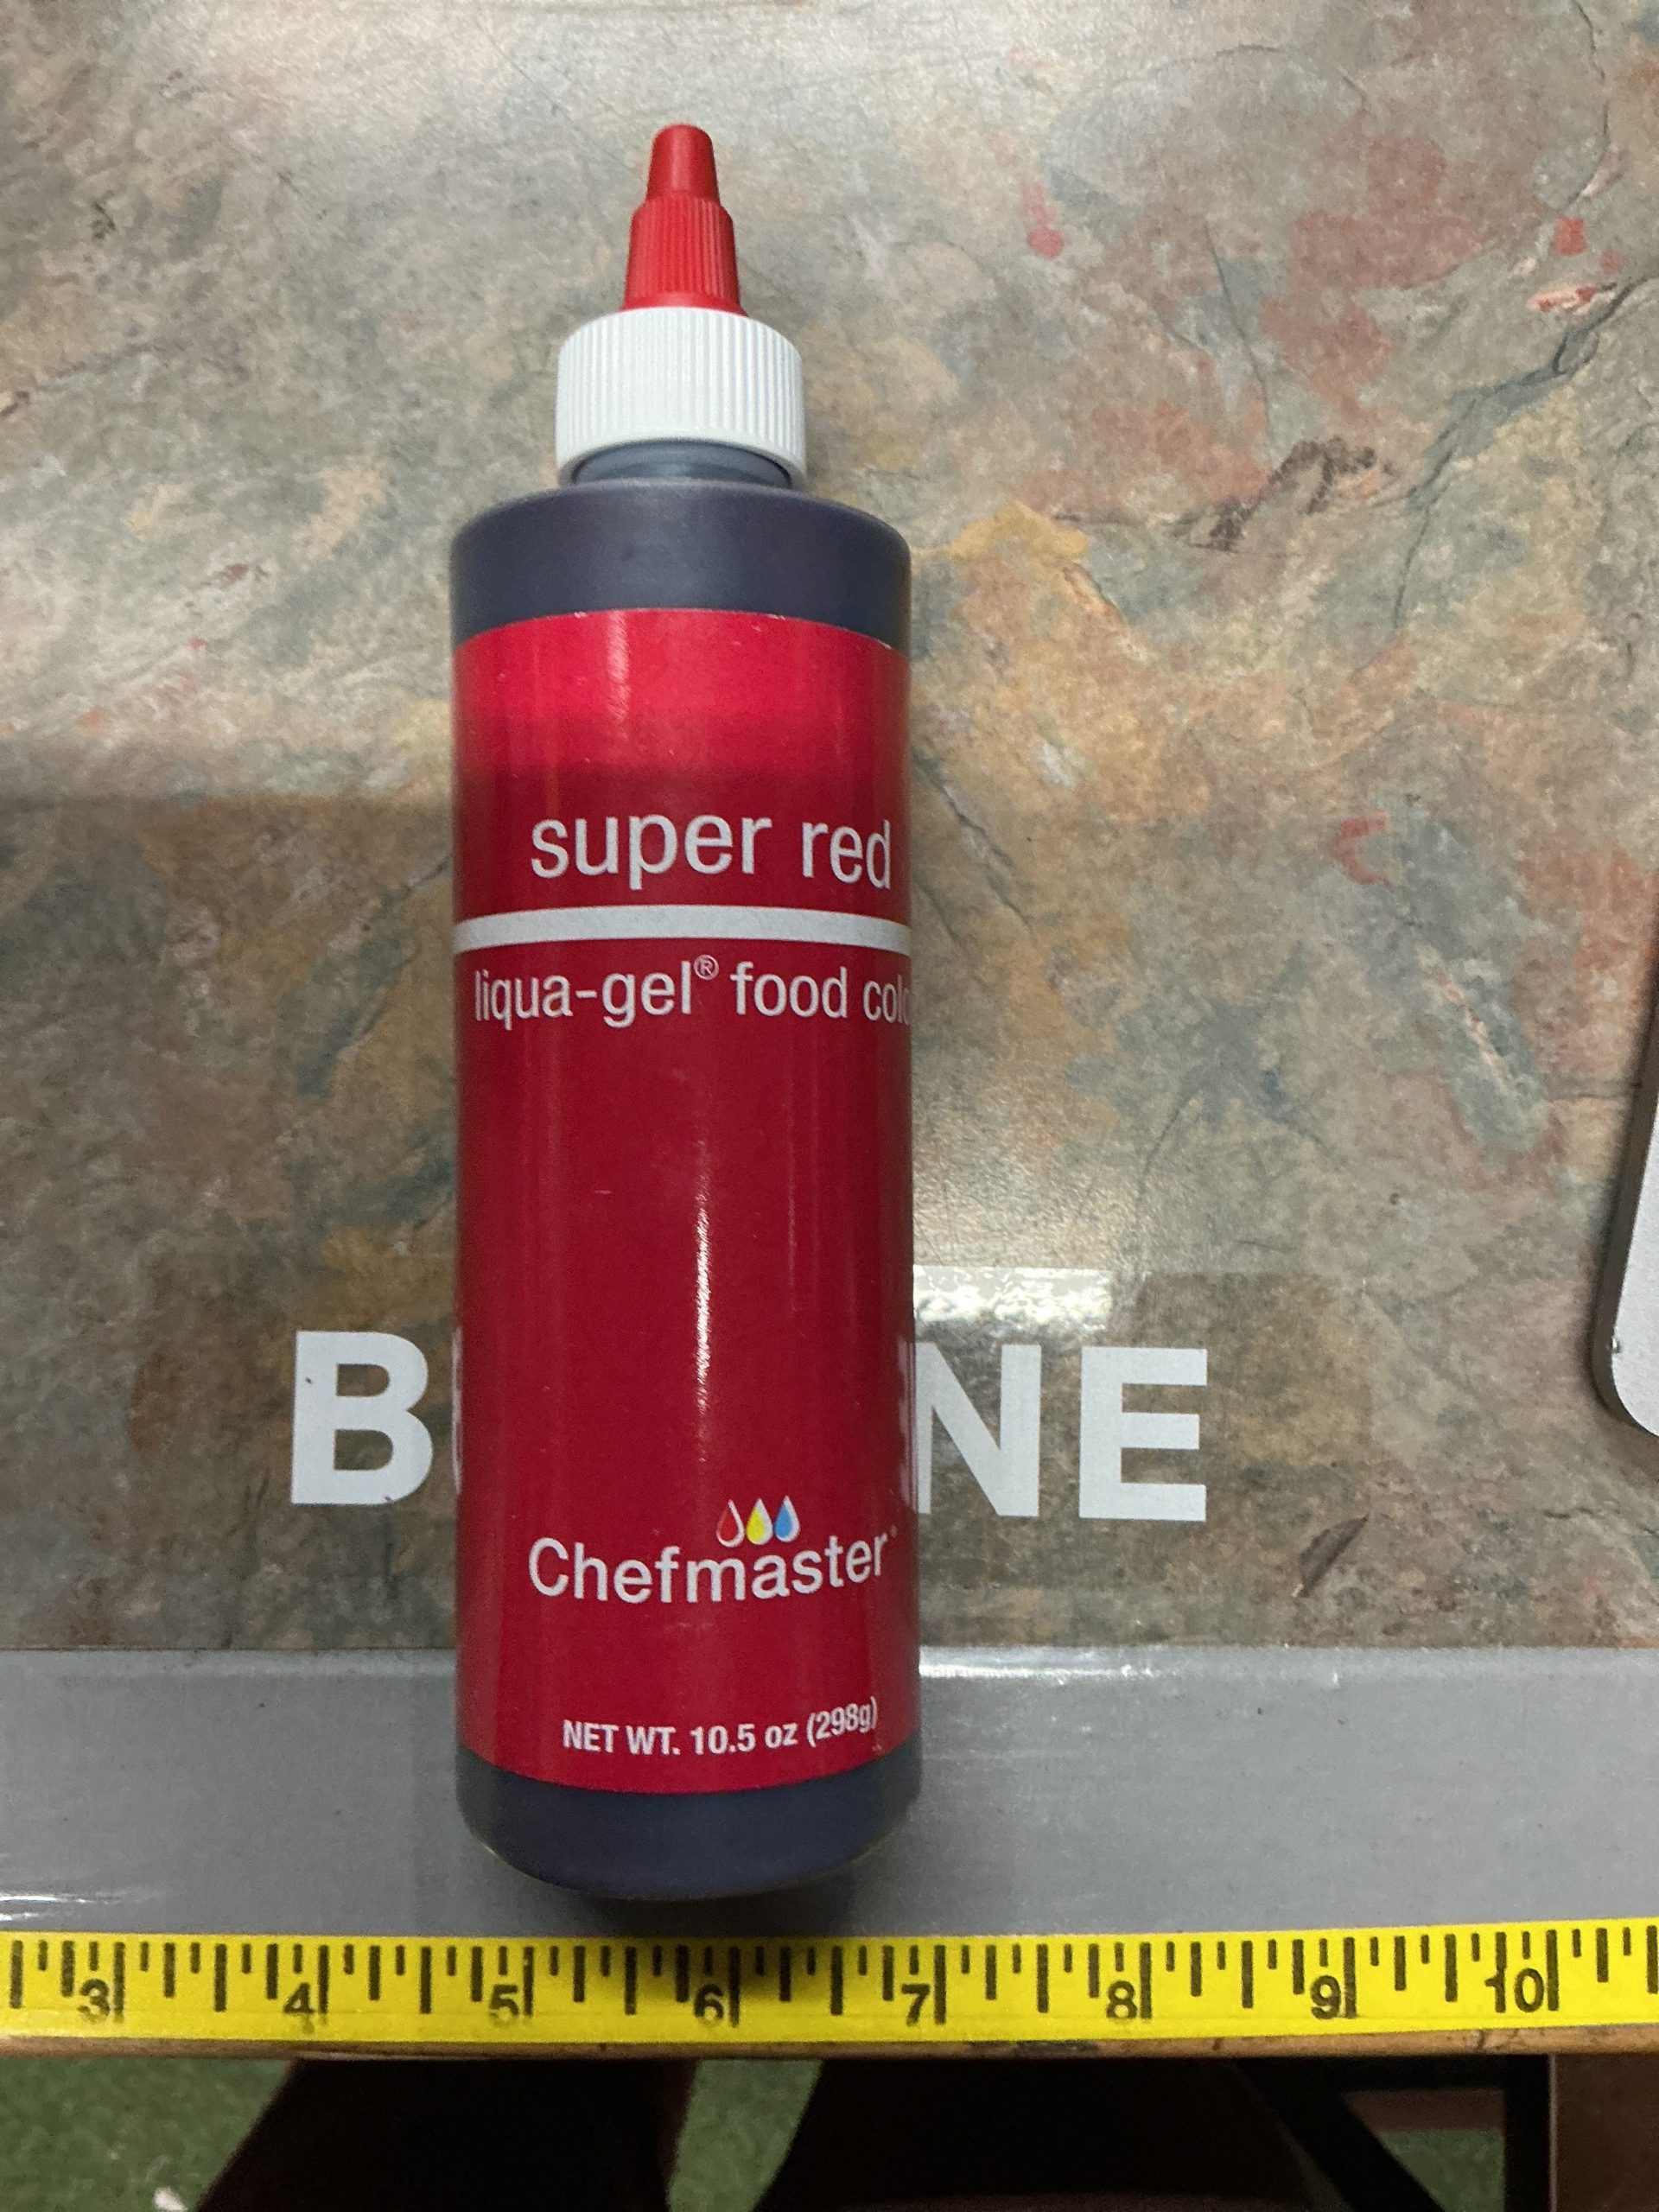 super red
liqua-gel® food colo
B NE
Chefmaster
NET WT. 10.5 oz (298g)
3 4 5 6 7 8 9 10